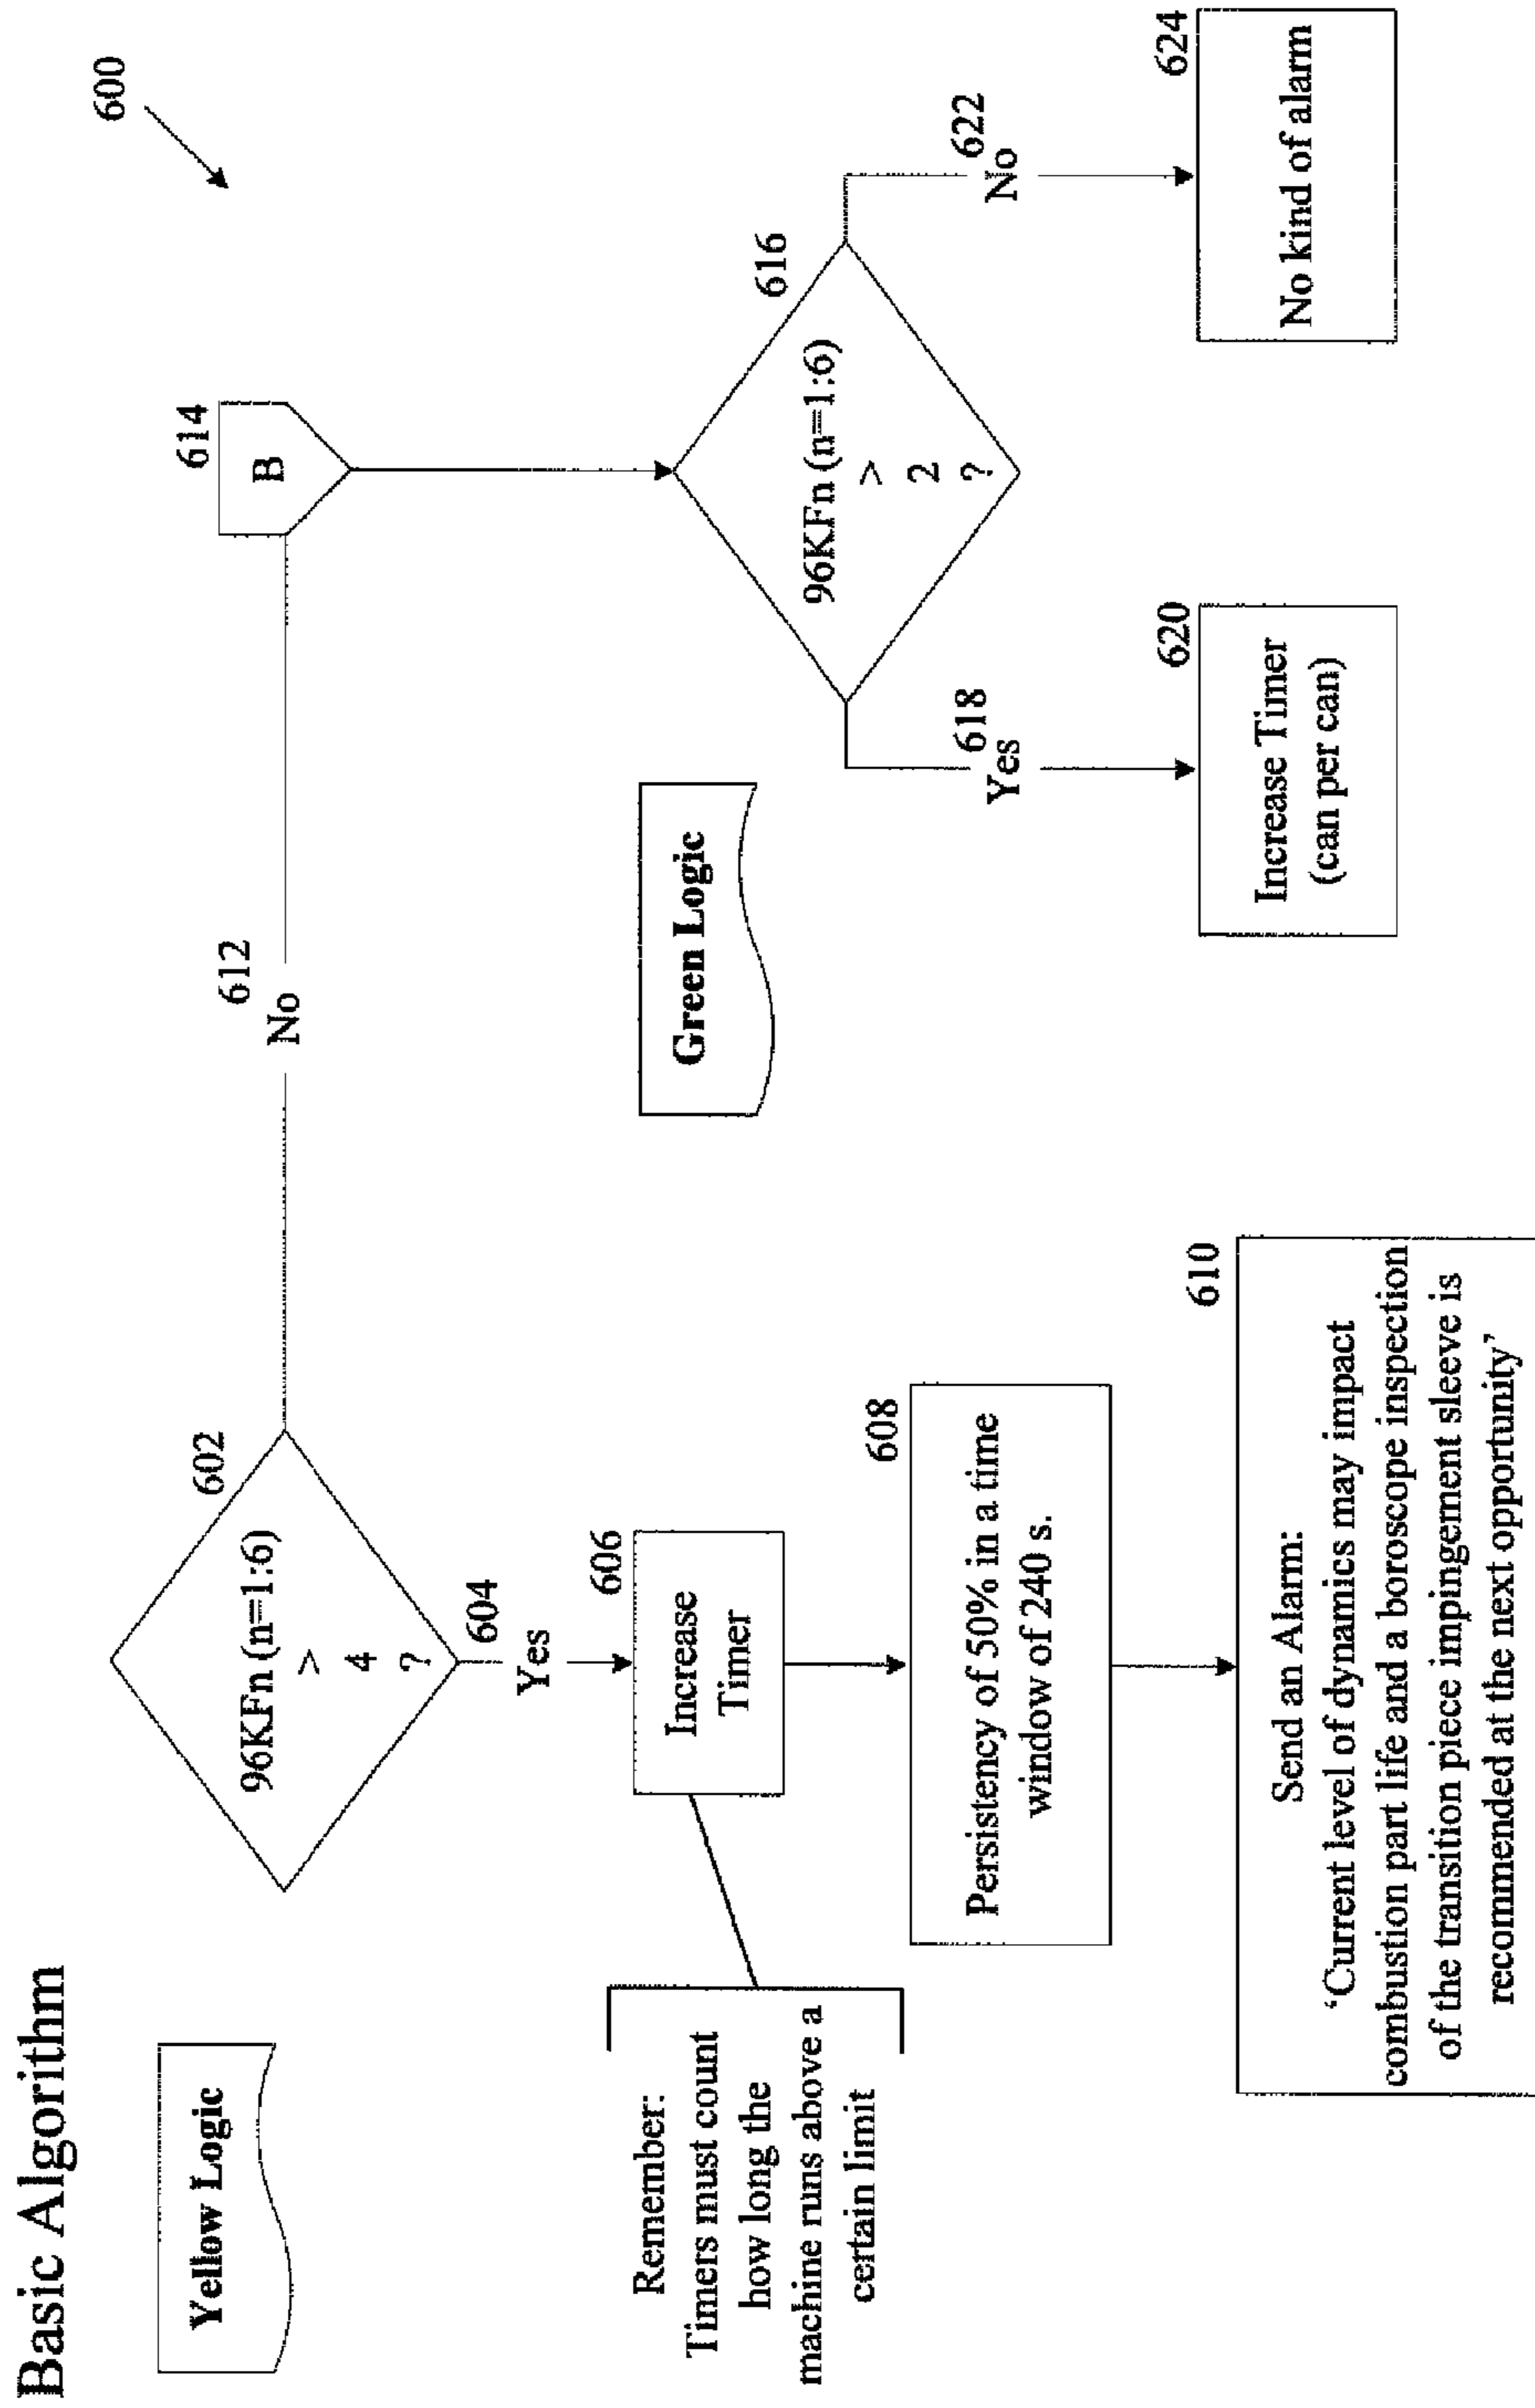 Basic Algorithm
600
Yellow Logic
602
96KFn (n=1:6)
>
4
?
604
Yes
606
Increase
Timer
Remember:
Timers must count
how long the
machine runs above a
certain limit
608
Persistency of 50% in a time
window of 240 s.
610
Send an Alarm:
‘Current level of dynamics may impact
combustion part life and a boroscope inspection
of the transition piece impingement sleeve is
recommended at the next opportunity’
612
No
614
B
Green Logic
616
96KFn (n=1:6)
>
2
?
618
Yes
620
Increase Timer
(can per can)
622
No
624
No kind of alarm